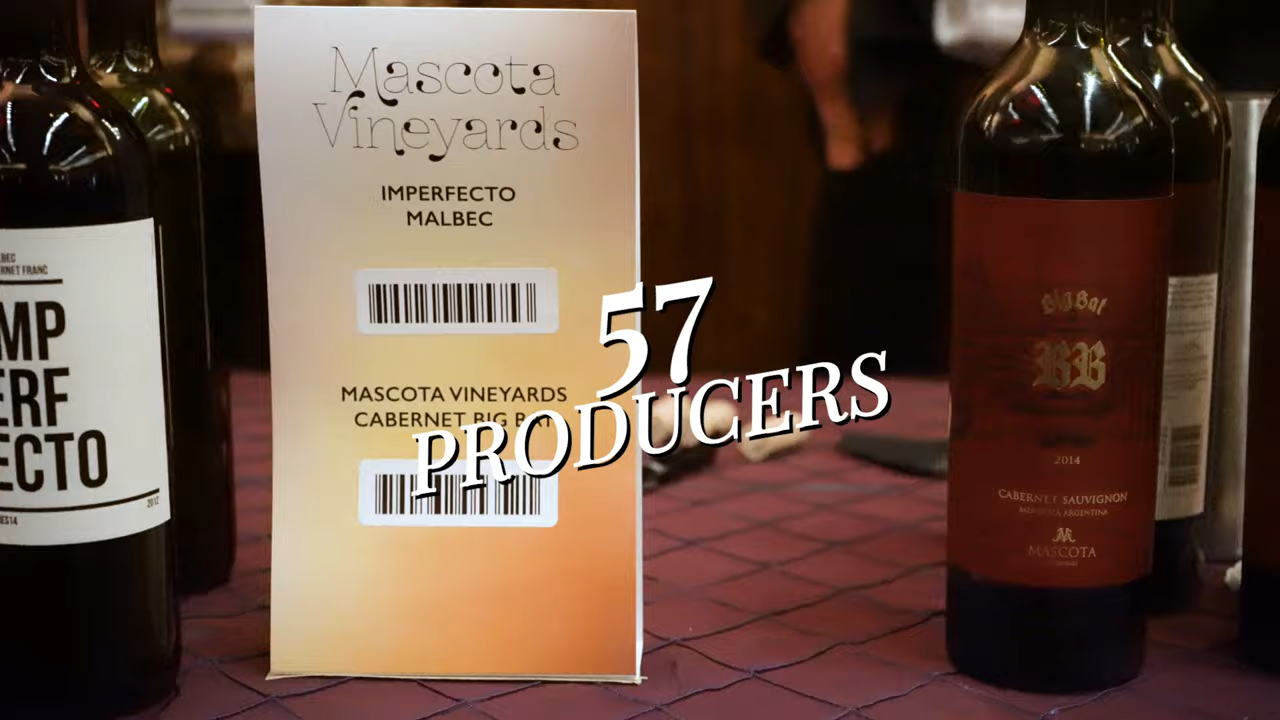 Mascota
Vineyards
IMPERFECTO
MALBEC
MASCOTA VINEYARDS
CABERNET BIG BAT
57
PRODUCERS
CABERNET FRANC
IMP
ERF
ECTO
2012
Big Bat
BB
2014
CABERNET SAUVIGNON
MENDOZA ARGENTINA
MASCOTA